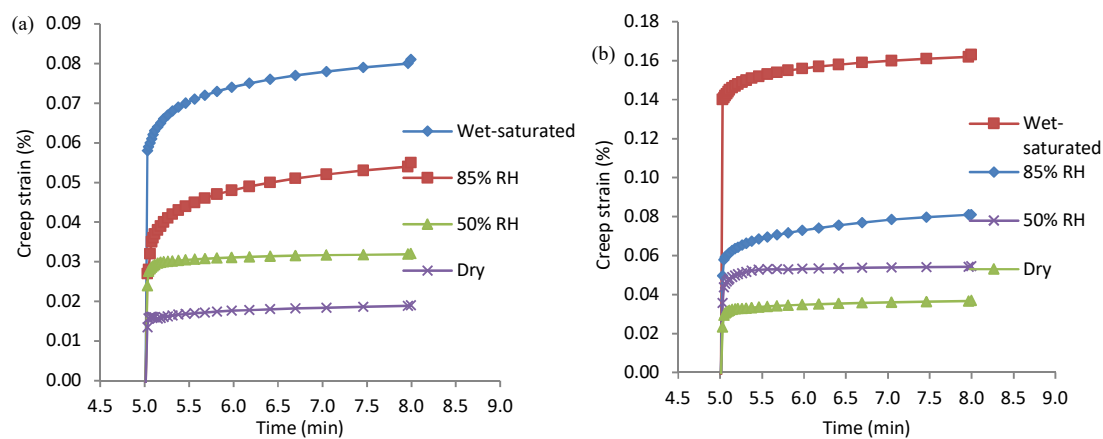 (a)
0.09
0.08
0.07
0.06
0.05
0.04
0.03
0.02
0.01
0.00
Creep strain (%)
4.5 5.0 5.5 6.0 6.5 7.0 7.5 8.0 8.5 9.0
Time (min)
Wet-saturated
85% RH
50% RH
Dry
(b)
0.18
0.16
0.14
0.12
0.10
0.08
0.06
0.04
0.02
0.00
Creep strain (%)
4.5 5.0 5.5 6.0 6.5 7.0 7.5 8.0 8.5 9.0
Time (min)
Wet-
saturated
85% RH
50% RH
Dry